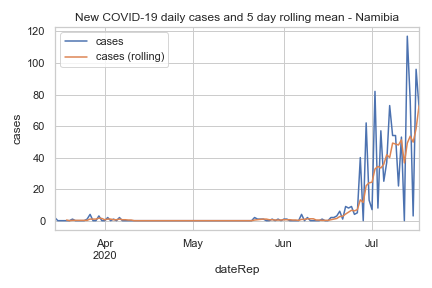 New COVID-19 daily cases and 5 day rolling mean - Namibia
cases
cases (rolling)
120
100
80
60
40
20
0
cases
Apr
2020
May
Jun
Jul
dateRep